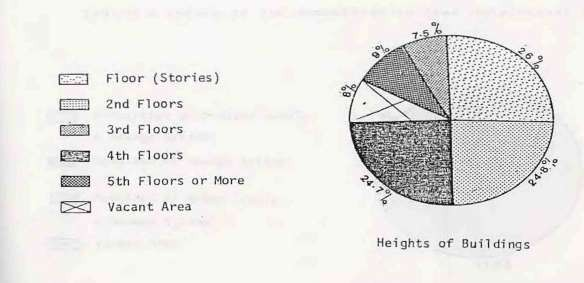 Floor (Stories)
2nd Floors
3rd Floors
4th Floors
5th Floors or More
Vacant Area
7·5%
26%
24·8%
24·7%
8%
9%
Heights of Buildings